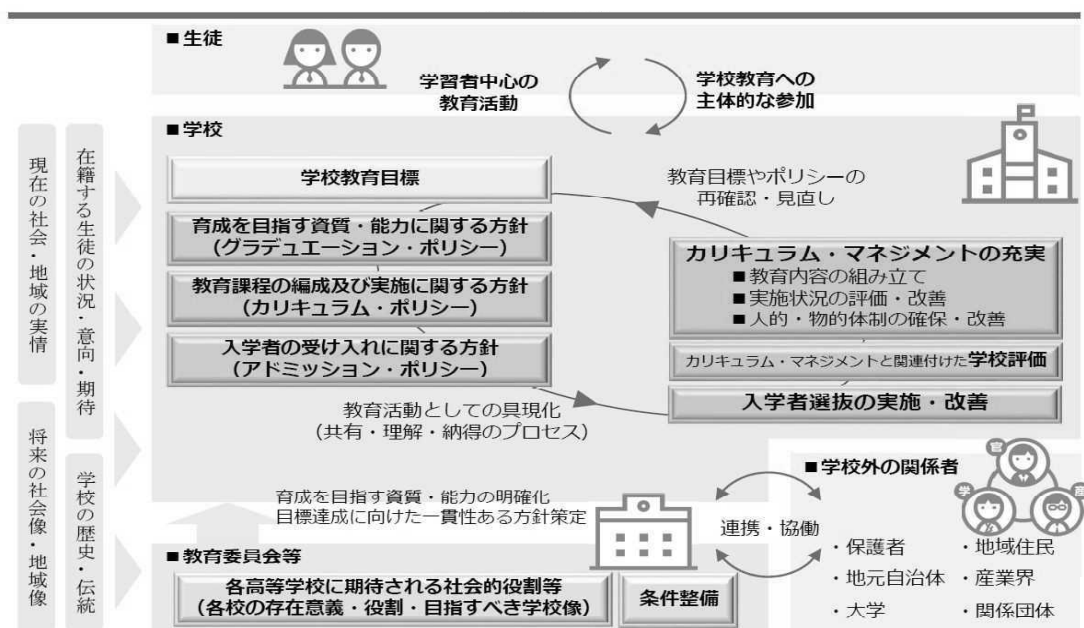 ■生徒
学習者中心の
教育活動
学校教育への
主体的な参加
現在の社会・地域の実情
在籍する生徒の状況・意向・期待
将来の社会像・地域像
学校の歴史・伝統
■学校
学校教育目標
育成を目指す資質・能力に関する方針
(グラデュエーション・ポリシー)
教育課程の編成及び実施に関する方針
(カリキュラム・ポリシー)
入学者の受け入れに関する方針
(アドミッション・ポリシー)
教育目標やポリシーの
再確認・見直し
カリキュラム・マネジメントの充実
■教育内容の組み立て
■実施状況の評価・改善
■人的・物的体制の確保・改善
カリキュラム・マネジメントと関連付けた学校評価
入学者選抜の実施・改善
教育活動としての具現化
(共有・理解・納得のプロセス)
育成を目指す資質・能力の明確化
目標達成に向けた一貫性ある方針策定
■教育委員会等
各高等学校に期待される社会的役割等
(各校の存在意義・役割・目指すべき学校像)
条件整備
連携・協働
■学校外の関係者
官
学
産
・保護者
・地域住民
・地元自治体
・産業界
・大学
・関係団体